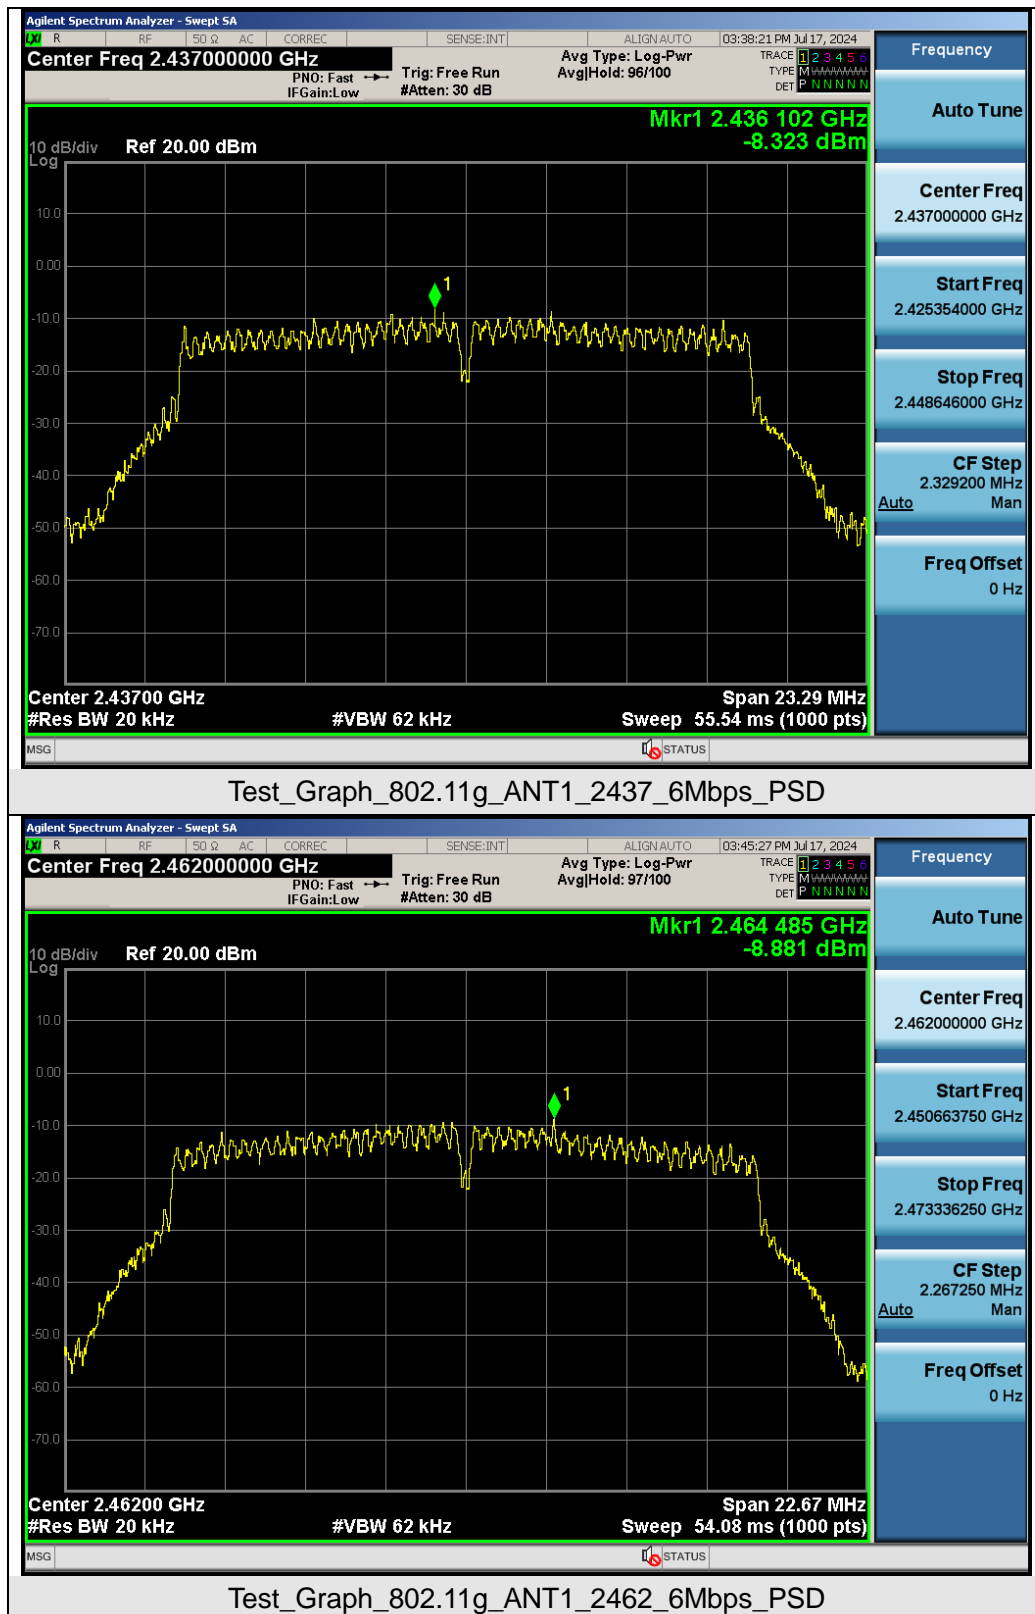 Agilent Spectrum Analyzer - Swept SA
LXI R RF 50 Ω AC CORREC SENSE:INT ALIGN AUTO 03:38:21 PM Jul 17, 2024
Center Freq 2.437000000 GHz
PNO: Fast
IFGain:Low
Trig: Free Run
#Atten: 30 dB
Avg Type: Log-Pwr
Avg|Hold: 96/100
TRACE 1 2 3 4 5 6
TYPE M
DET P N N N N N
Mkr1 2.436 102 GHz
-8.323 dBm
10 dB/div Ref 20.00 dBm
Log
10.0
0.00
-10.0
-20.0
-30.0
-40.0
-50.0
-60.0
-70.0
1
Center 2.43700 GHz Span 23.29 MHz
#Res BW 20 kHz #VBW 62 kHz Sweep 55.54 ms (1000 pts)
MSG STATUS
Frequency
Auto Tune
Center Freq
2.437000000 GHz
Start Freq
2.425354000 GHz
Stop Freq
2.448646000 GHz
CF Step
2.329200 MHz
Auto Man
Freq Offset
0 Hz
Test_Graph_802.11g_ANT1_2437_6Mbps_PSD
Agilent Spectrum Analyzer - Swept SA
LXI R RF 50 Ω AC CORREC SENSE:INT ALIGN AUTO 03:45:27 PM Jul 17, 2024
Center Freq 2.462000000 GHz
PNO: Fast
IFGain:Low
Trig: Free Run
#Atten: 30 dB
Avg Type: Log-Pwr
Avg|Hold: 97/100
TRACE 1 2 3 4 5 6
TYPE M
DET P N N N N N
Mkr1 2.464 485 GHz
-8.881 dBm
10 dB/div Ref 20.00 dBm
Log
10.0
0.00
-10.0
-20.0
-30.0
-40.0
-50.0
-60.0
-70.0
1
Center 2.46200 GHz Span 22.67 MHz
#Res BW 20 kHz #VBW 62 kHz Sweep 54.08 ms (1000 pts)
MSG STATUS
Frequency
Auto Tune
Center Freq
2.462000000 GHz
Start Freq
2.450663750 GHz
Stop Freq
2.473336250 GHz
CF Step
2.267250 MHz
Auto Man
Freq Offset
0 Hz
Test_Graph_802.11g_ANT1_2462_6Mbps_PSD